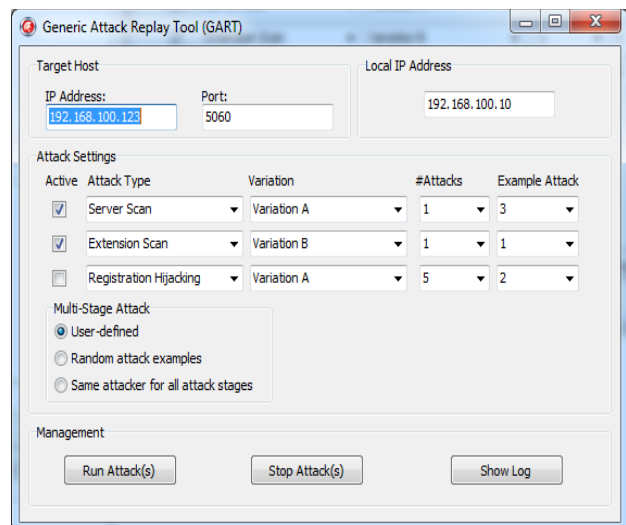 Generic Attack Replay Tool (GART)
Target Host
Local IP Address
IP Address: Port:
192.168.100.123 5060
192.168.100.10
Attack Settings
Active Attack Type Variation #Attacks Example Attack
Server Scan Variation A 1 3
Extension Scan Variation B 1 1
Registration Hijacking Variation A 5 2
Multi-Stage Attack
User-defined
Random attack examples
Same attacker for all attack stages
Management
Run Attack(s) Stop Attack(s) Show Log